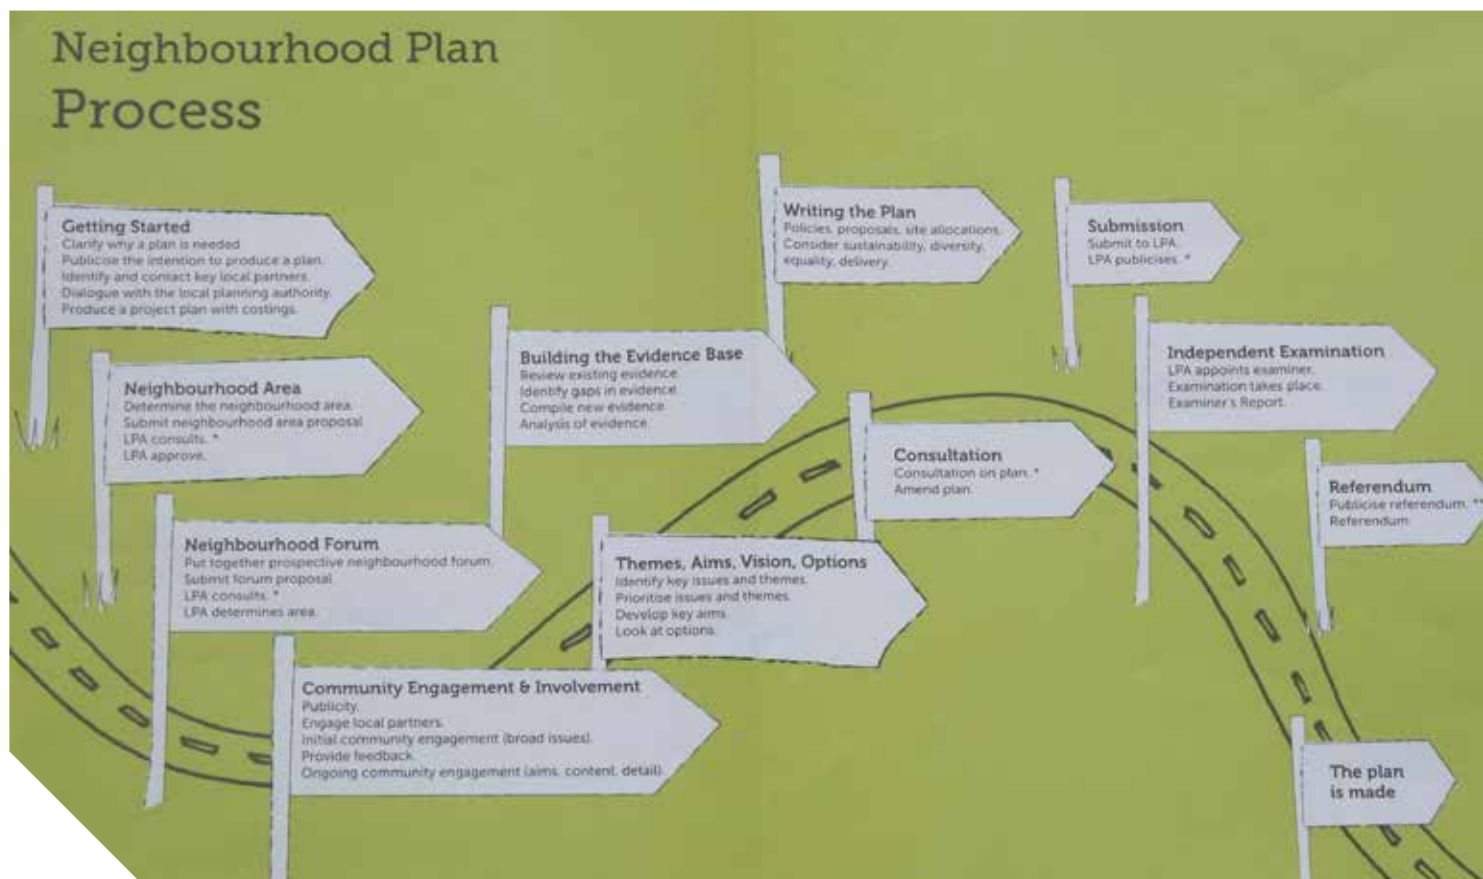 Neighbourhood Plan
Process
Getting Started
Clarify why a plan is needed
Publicise the intention to produce a plan.
Identify and contact key local partners.
Dialogue with the local planning authority.
Produce a project plan with costings.
Neighbourhood Area
Determine the neighbourhood area.
Submit neighbourhood area proposal
LPA consults. *
LPA approve.
Neighbourhood Forum
Put together prospective neighbourhood forum.
Submit forum proposal
LPA consults. *
LPA determines area.
Community Engagement & Involvement
Publicity.
Engage local partners.
Initial community engagement (broad issues).
Provide feedback.
Ongoing community engagement (aims, content, detail).
Building the Evidence Base
Review existing evidence.
Identify gaps in evidence.
Compile new evidence.
Analysis of evidence.
Themes, Aims, Vision, Options
Identify key issues and themes.
Prioritise issues and themes.
Develop key aims.
Look at options.
Writing the Plan
Policies, proposals, site allocations.
Consider sustainability, diversity,
equality, delivery.
Consultation
Consultation on plan. *
Amend plan.
Submission
Submit to LPA.
LPA publicises. *
Independent Examination
LPA appoints examiner.
Examination takes place.
Examiner's Report.
Referendum
Publicise referendum. **
Referendum.
The plan
is made